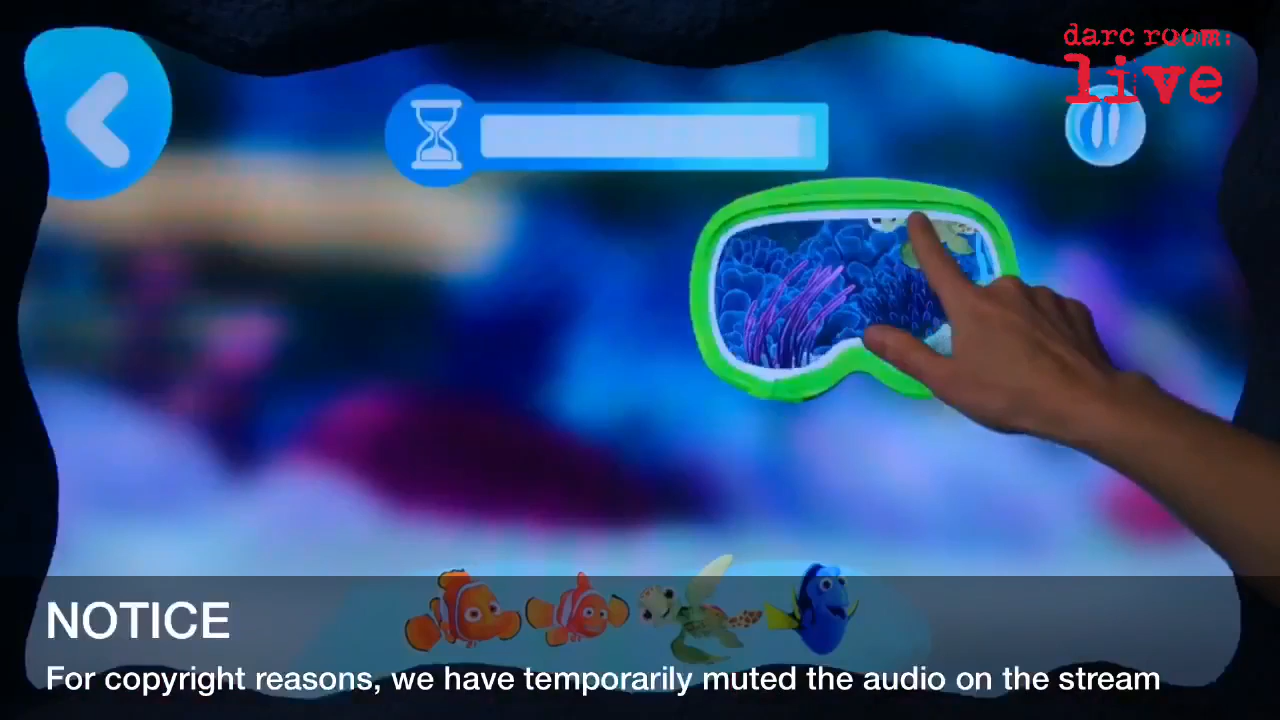 darc room:
live
NOTICE
For copyright reasons, we have temporarily muted the audio on the stream